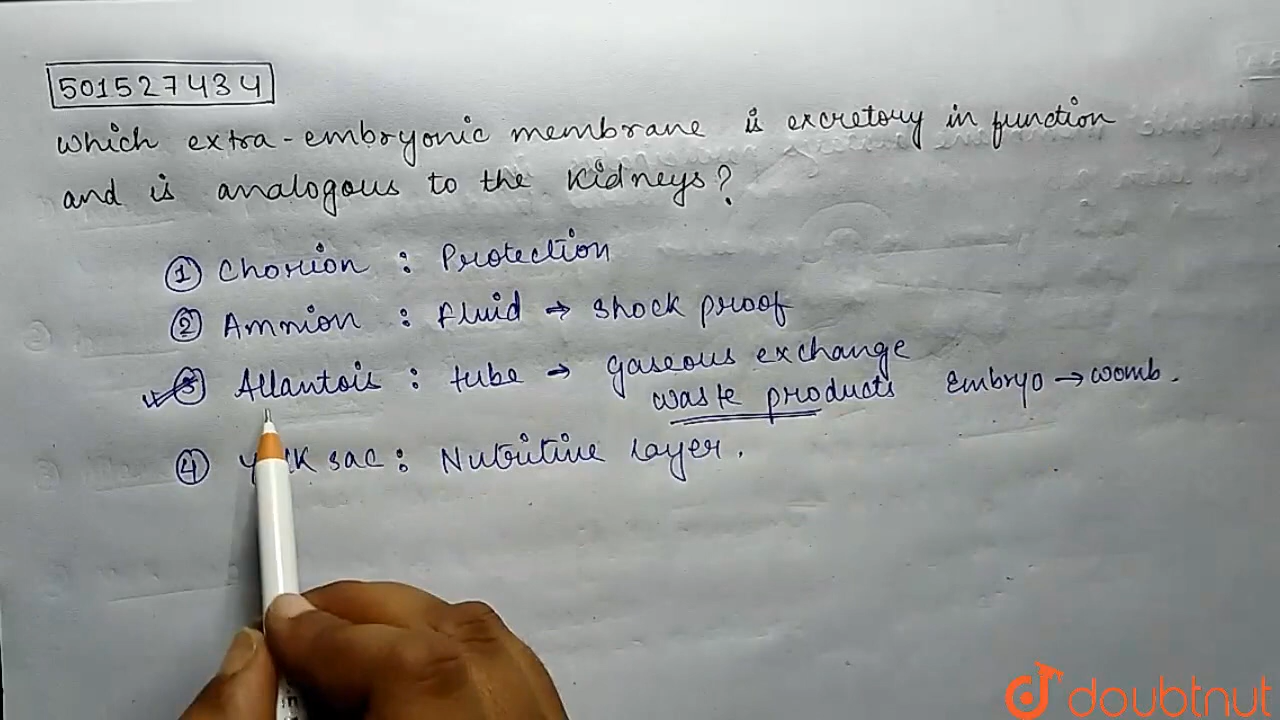 501527434
Which extra-embryonic membrane is excretory in function
and is analogous to the kidneys?
① Chorion : Protection
② Amnion : fluid → shock proof
③ Allantois : tube → gaseous exchange
waste products Embryo → womb.
④ sac : Nutritive layer.
doubtnut